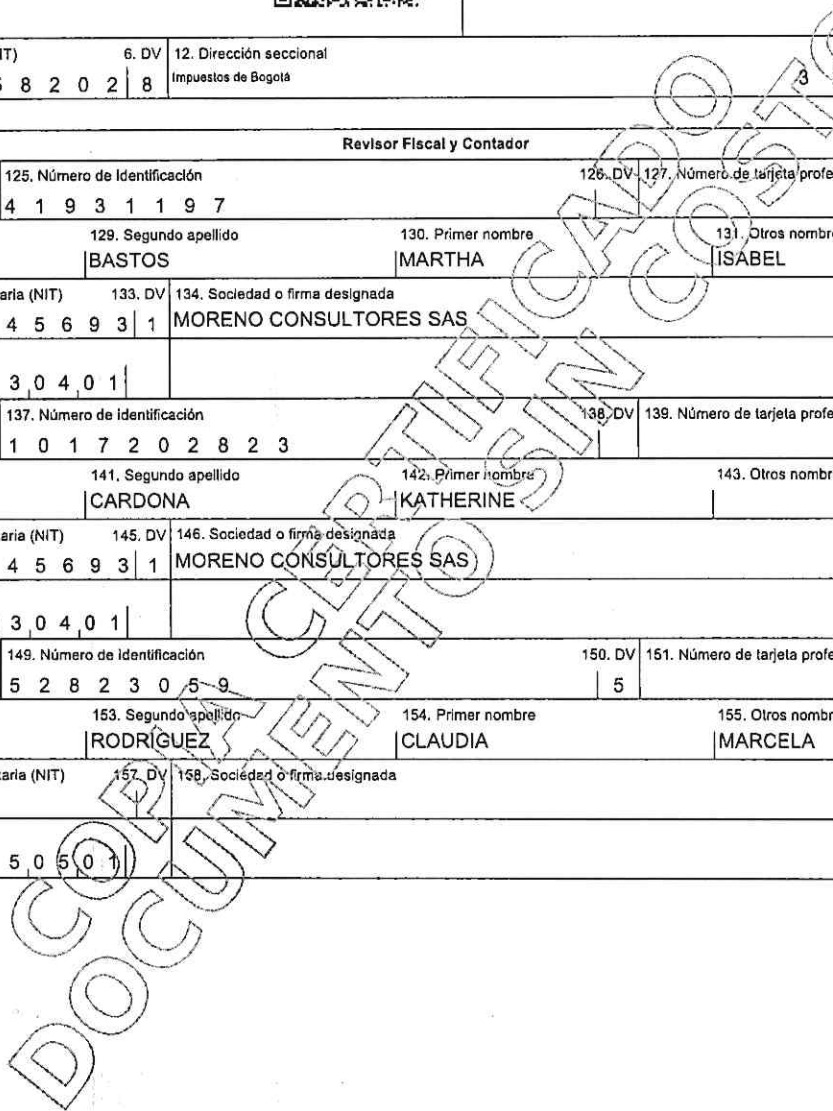 IT) 6. DV 12. Dirección seccional
8 2 0 2 8 Impuestos de Bogotá 3
Revisor Fiscal y Contador
125. Número de Identificación 126. DV 127. Número de tarjeta profe
4 1 9 3 1 1 9 7
129. Segundo apellido 130. Primer nombre 131. Otros nombre
BASTOS MARTHA ISABEL
aria (NIT) 133. DV 134. Sociedad o firma designada
4 5 6 9 3 1 MORENO CONSULTORES SAS
3 0 4 0 1
137. Número de identificación 138. DV 139. Número de tarjeta profe
1 0 1 7 2 0 2 8 2 3
141. Segundo apellido 142. Primer nombre 143. Otros nombr
CARDONA KATHERINE
aria (NIT) 145. DV 146. Sociedad o firma designada
4 5 6 9 3 1 MORENO CONSULTORES SAS
3 0 4 0 1
149. Número de identificación 150. DV 151. Número de tarjeta profe
5 2 8 2 3 0 5 9 5
153. Segundo apellido 154. Primer nombre 155. Otros nombr
RODRIGUEZ CLAUDIA MARCELA
taria (NIT) 157. DV 158. Sociedad o firma designada
5 0 5 0 1
COPIA CERTIFICADO
DOCUMENTO SIN COSTO